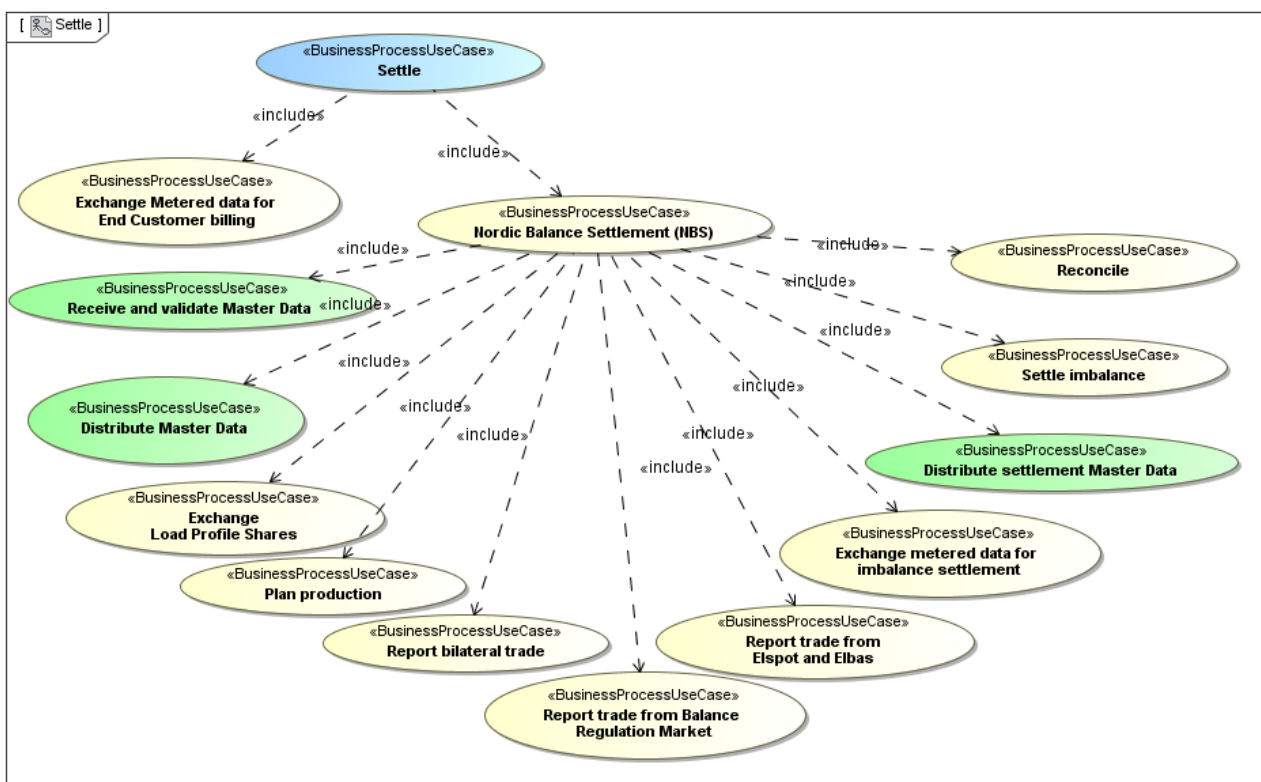 [ Settle ]
«BusinessProcessUseCase»
Settle
«include»
«include»
«BusinessProcessUseCase»
Exchange Metered data for
End Customer billing
«BusinessProcessUseCase»
Nordic Balance Settlement (NBS)
«include»
«include»
«BusinessProcessUseCase»
Reconcile
«BusinessProcessUseCase»
Receive and validate Master Data
«include»
«include»
«include»
«include»
«BusinessProcessUseCase»
Settle imbalance
«include»
«BusinessProcessUseCase»
Distribute Master Data
«include»
«include»
«include»
«include»
«BusinessProcessUseCase»
Distribute settlement Master Data
«BusinessProcessUseCase»
Exchange
Load Profile Shares
«BusinessProcessUseCase»
Exchange metered data for
imbalance settlement
«BusinessProcessUseCase»
Plan production
«BusinessProcessUseCase»
Report bilateral trade
«BusinessProcessUseCase»
Report trade from
Elspot and Elbas
«BusinessProcessUseCase»
Report trade from Balance
Regulation Market